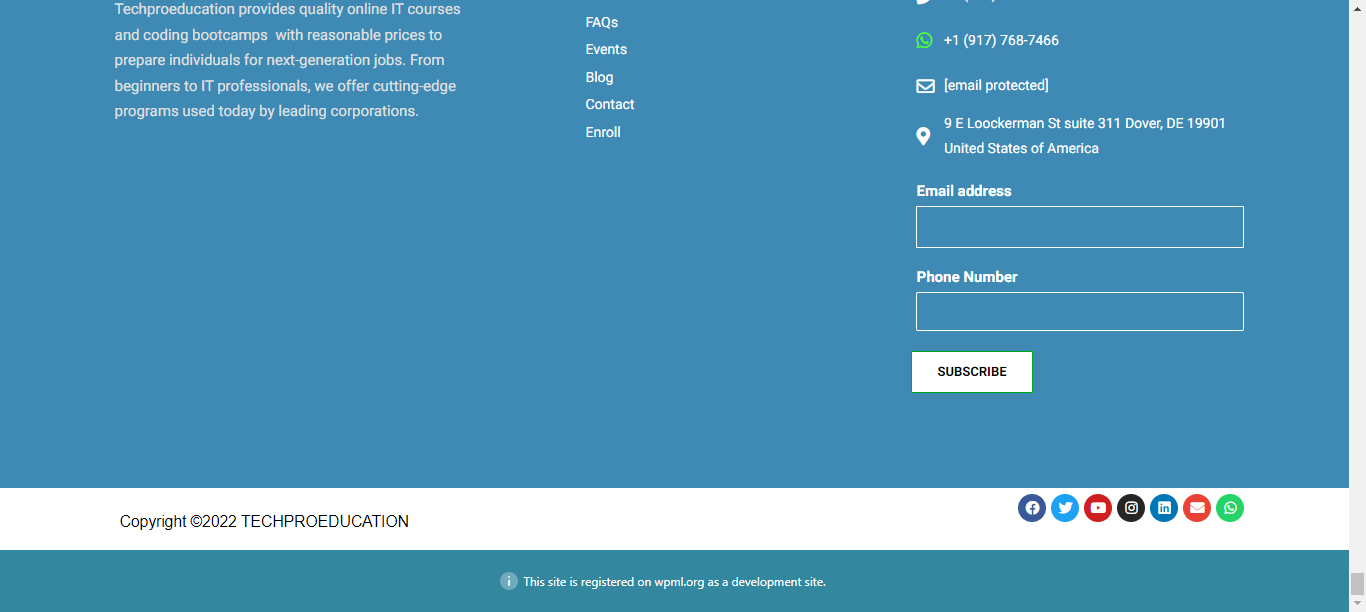 Techproeducation provides quality online IT courses
and coding bootcamps  with reasonable prices to
prepare individuals for next-generation jobs. From
beginners to IT professionals, we offer cutting-edge
programs used today by leading corporations.
FAQs
Events
Blog
Contact
Enroll
+1 (917) 768-7466
[email protected]
9 E Loockerman St suite 311 Dover, DE 19901
United States of America
Email address
Phone Number
SUBSCRIBE
Copyright ©2022 TECHPROEDUCATION
This site is registered on wpml.org as a development site.